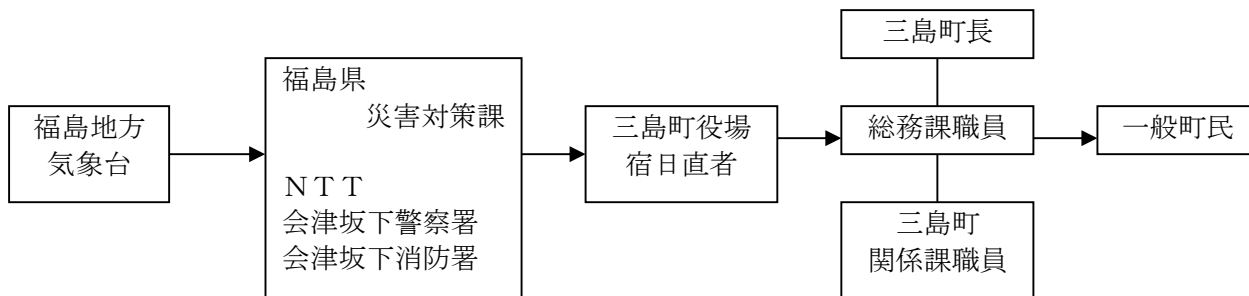 福島地方
気象台
福島県
災害対策課
ＮＴＴ
会津坂下警察署
会津坂下消防署
三島町役場
宿日直者
三島町長
総務課職員
三島町
関係課職員
一般町民